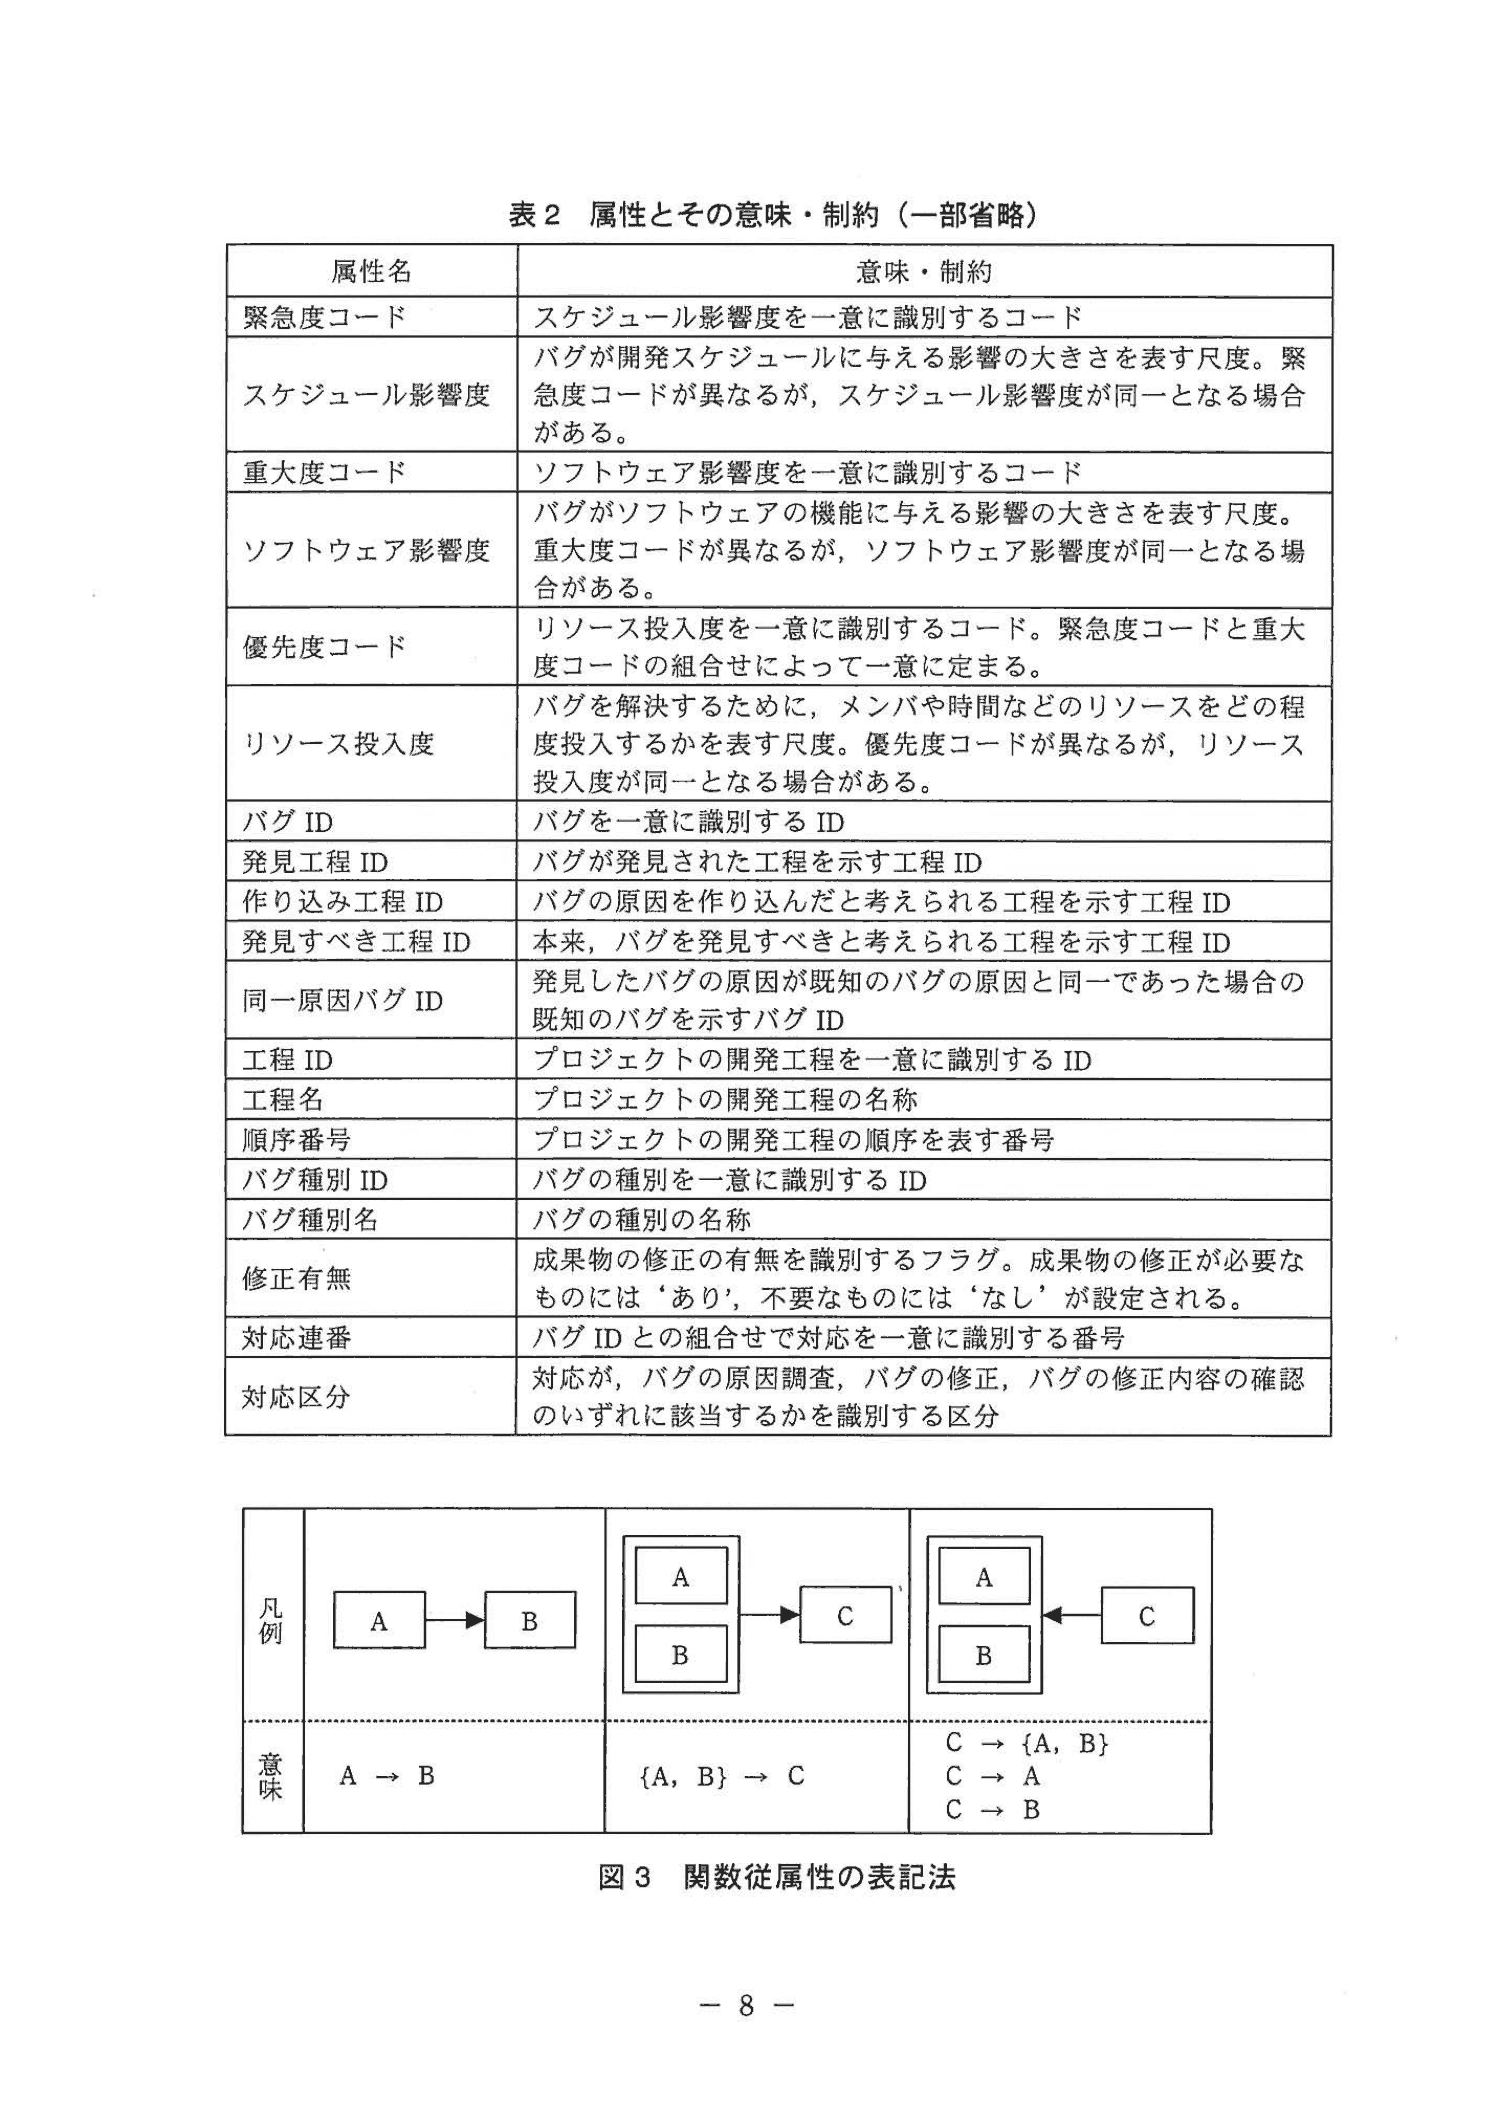 表2 属性とその意味・制約（一部省略）
属性名 意味・制約
緊急度コード スケジュール影響度を一意に識別するコード
スケジュール影響度 バグが開発スケジュールに与える影響の大きさを表す尺度。緊
急度コードが異なるが，スケジュール影響度が同一となる場合
がある。
重大度コード ソフトウェア影響度を一意に識別するコード
ソフトウェア影響度 バグがソフトウェアの機能に与える影響の大きさを表す尺度。
重大度コードが異なるが，ソフトウェア影響度が同一となる場
合がある。
優先度コード リソース投入度を一意に識別するコード。緊急度コードと重大
度コードの組合せによって一意に定まる。
リソース投入度 バグを解決するために，メンバや時間などのリソースをどの程
度投入するかを表す尺度。優先度コードが異なるが，リソース
投入度が同一となる場合がある。
バグ ID バグを一意に識別する ID
発見工程 ID バグが発見された工程を示す工程 ID
作り込み工程 ID バグの原因を作り込んだと考えられる工程を示す工程 ID
発見すべき工程 ID 本来，バグを発見すべきと考えられる工程を示す工程 ID
同一原因バグ ID 発見したバグの原因が既知のバグの原因と同一であった場合の
既知のバグを示すバグ ID
工程 ID プロジェクトの開発工程を一意に識別する ID
工程名 プロジェクトの開発工程の名称
順序番号 プロジェクトの開発工程の順序を表す番号
バグ種別 ID バグの種別を一意に識別する ID
バグ種別名 バグの種別の名称
修正有無 成果物の修正の有無を識別するフラグ。成果物の修正が必要な
ものには‘あり’，不要なものには‘なし’が設定される。
対応連番 バグ ID との組合せで対応を一意に識別する番号
対応区分 対応が，バグの原因調査，バグの修正，バグの修正内容の確認
のいずれに該当するかを識別する区分
凡例
A B
A
B
C
A
B
C
意味
A → B
{A, B} → C
C → {A, B}
C → A
C → B
図3 関数従属性の表記法
－ 8 －